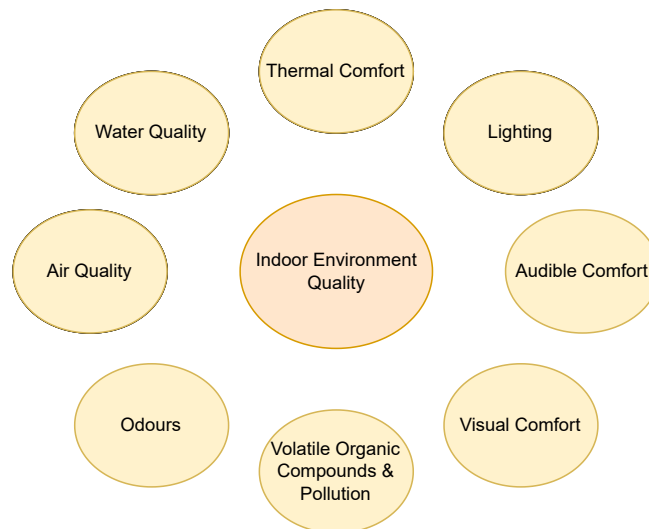 Thermal Comfort
Water Quality
Lighting
Indoor Environment
Quality
Air Quality
Audible Comfort
Odours
Visual Comfort
Volatile Organic
Compounds &
Pollution